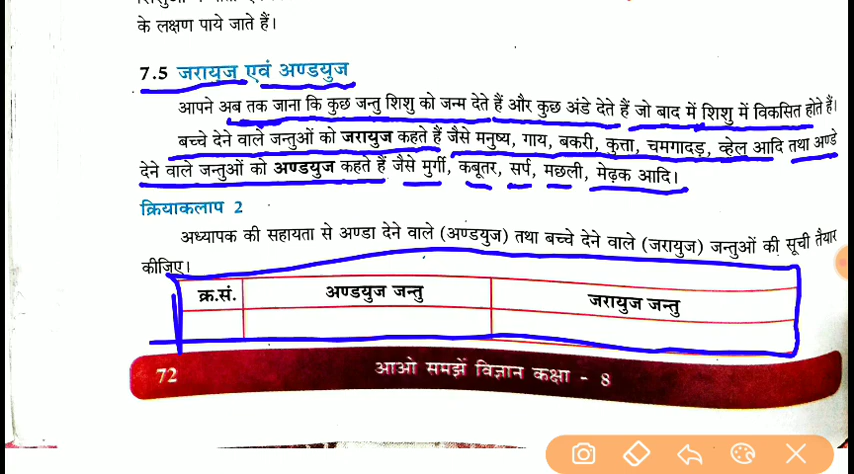 के लक्षण पाये जाते हैं।
7.5 जरायुज एवं अण्डयुज
आपने अब तक जाना कि कुछ जन्तु शिशु को जन्म देते हैं और कुछ अंडे देते हैं जो बाद में शिशु में विकसित होते हैं।
बच्चे देने वाले जन्तुओं को जरायुज कहते हैं जैसे मनुष्य, गाय, बकरी, कुत्ता, चमगादड़, व्हेल आदि तथा अण्डे
देने वाले जन्तुओं को अण्डयुज कहते हैं जैसे मुर्गी, कबूतर, सर्प, मछली, मेढ़क आदि।
क्रियाकलाप 2
अध्यापक की सहायता से अण्डा देने वाले (अण्डयुज) तथा बच्चे देने वाले (जरायुज) जन्तुओं की सूची तैयार
कीजिए।
क्र.सं. अण्डयुज जन्तु जरायुज जन्तु
72 आओ समझें विज्ञान कक्षा - 8